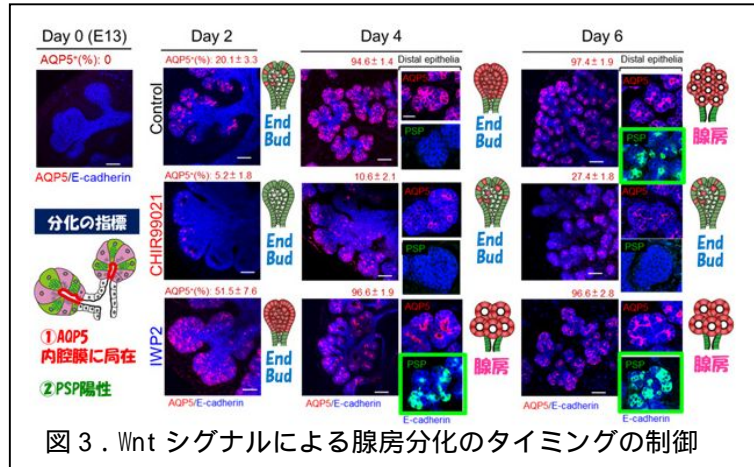 Day 0 (E13)
Day 2
Day 4
Day 6
AQP5⁺(%): 0
AQP5/E-cadherin
分化の指標
①AQP5
内腔膜に局在
②PSP陽性
Control
AQP5⁺(%): 20.1±3.3
End
Bud
94.6±1.4
Distal epithelia
AQP5
PSP
End
Bud
97.4±1.9
Distal epithelia
AQP5
PSP
腺房
CHIR99021
AQP5⁺(%): 5.2±1.8
End
Bud
10.6±2.1
AQP5
PSP
End
Bud
27.4±1.8
AQP5
PSP
End
Bud
IWP2
AQP5⁺(%): 51.5±7.6
End
Bud
AQP5/E-cadherin
96.6±1.9
AQP5
PSP
腺房
AQP5/E-cadherin
E-cadherin
96.6±2.8
AQP5
PSP
腺房
AQP5/E-cadherin
E-cadherin
図3．Wntシグナルによる腺房分化のタイミングの制御